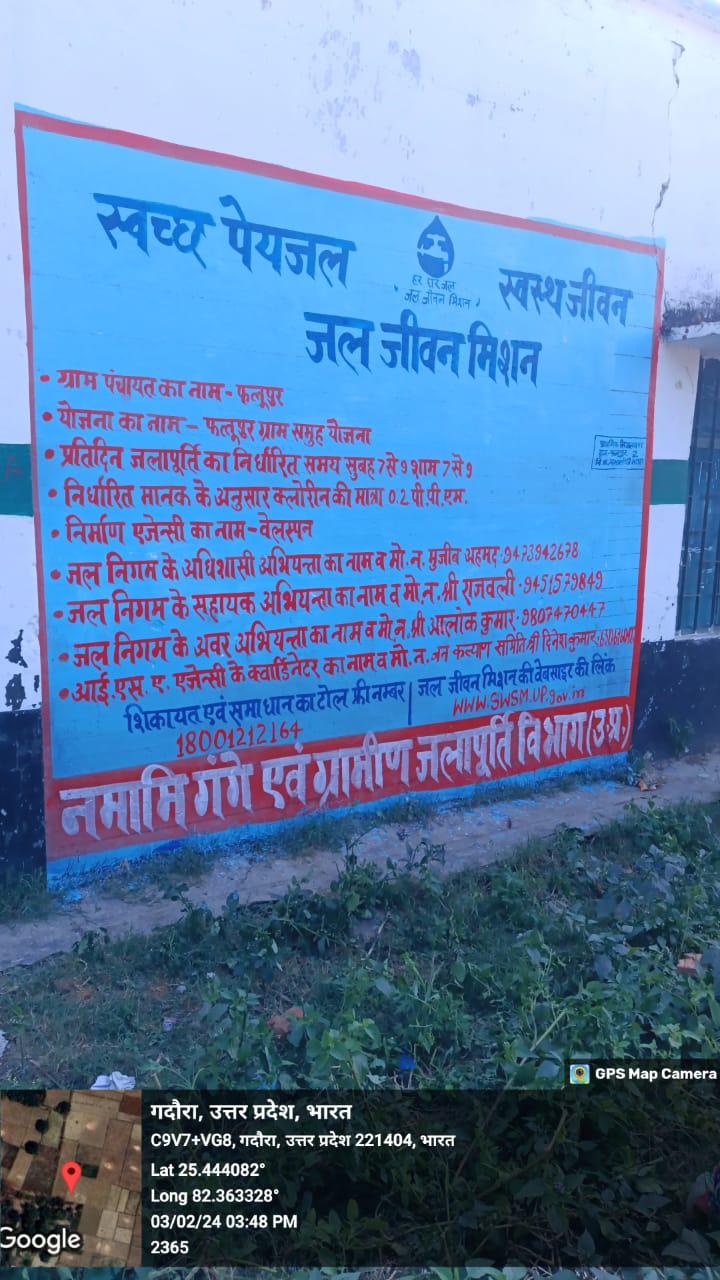 स्वच्छ पेयजल
हर घर जल
जल जीवन मिशन
स्वस्थ जीवन
जल जीवन मिशन
• ग्राम पंचायत का नाम - फत्तूपुर
• योजना का नाम - फत्तूपुर ग्राम समुह योजना
• प्रतिदिन जलापूर्ति का निर्धारित समय सुबह 7 से 9 शाम 7 से 9
• निर्धारित मानक के अनुसार क्लोरीन की मात्रा 0.2 पी.पी.एम.
• निर्माण एजेन्सी का नाम - वेलस्पन
• जल निगम के अधिशासी अभियन्ता का नाम व मो.न. मुजीब अहमद - 9473942678
• जल निगम के सहायक अभियन्ता का नाम व मो.न. श्री राजवली - 9451579849
• जल निगम के अवर अभियन्ता का नाम व मो.न. श्री आलोक कुमार - 9807470447
• आई.एस.ए. एजेन्सी के क्वार्डिनेटर का नाम व मो.न. जन कल्याण समिति श्री दिनेश कुमार
शिकायत एवं समाधान का टोल फ्री नम्बर
18001212164
जल जीवन मिशन की वेबसाइट की लिंक
WWW.SWSM.UP.gov.in
नमामि गंगे एवं ग्रामीण जलापूर्ति विभाग (उ.प्र.)
GPS Map Camera
गदौरा, उत्तर प्रदेश, भारत
C9V7+VG8, गदौरा, उत्तर प्रदेश 221404, भारत
Lat 25.444082°
Long 82.363328°
03/02/24 03:48 PM
2365
Google